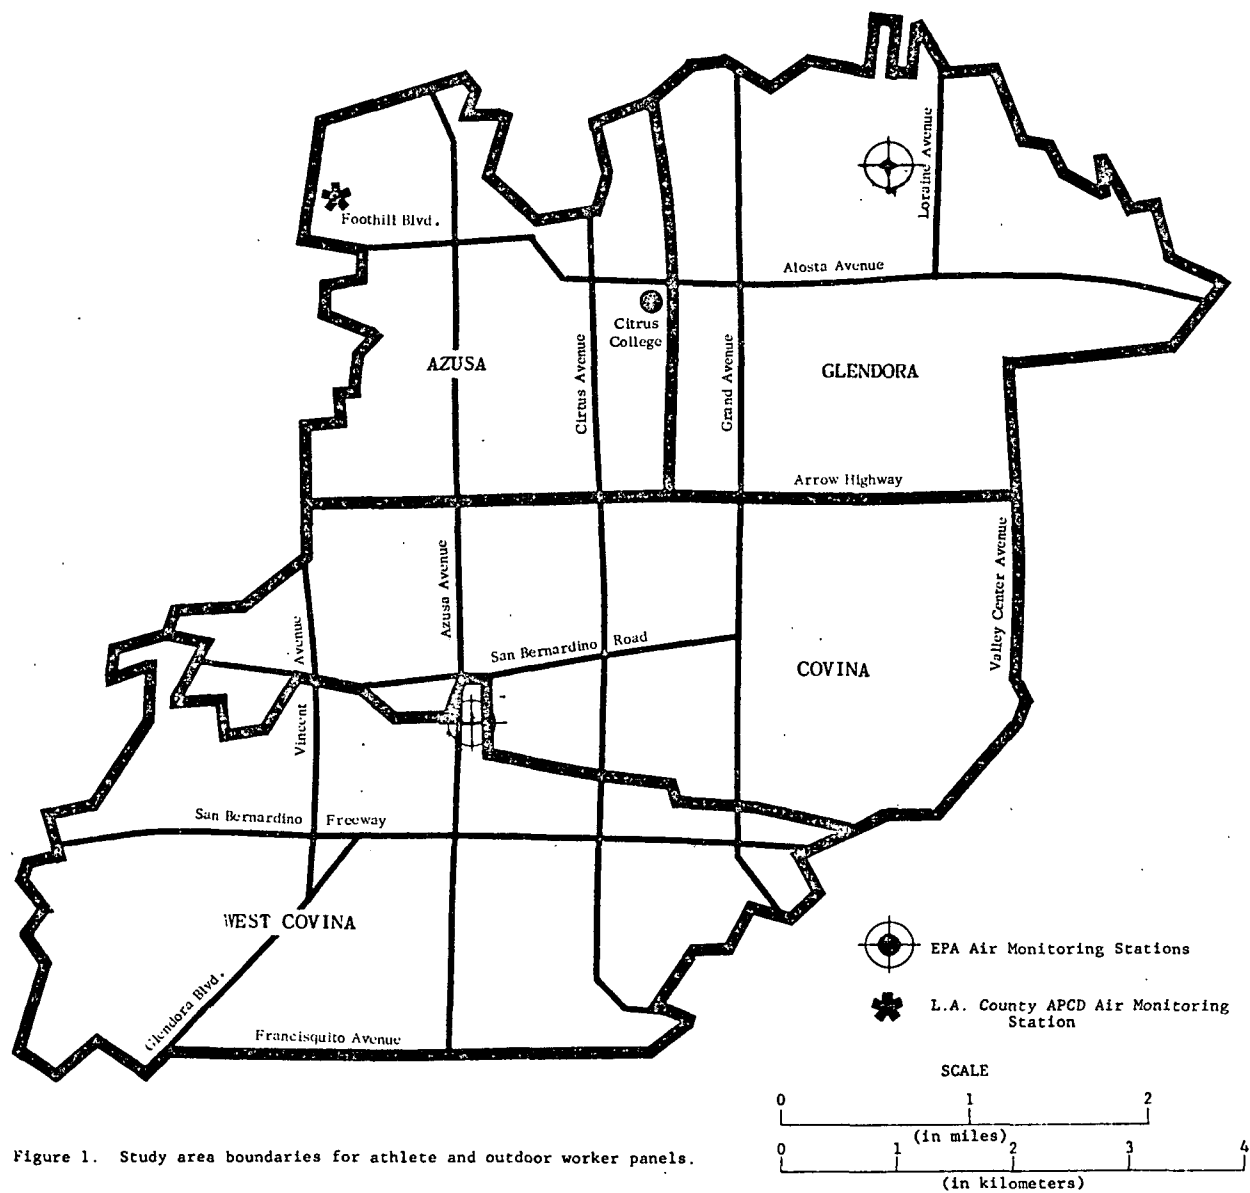 Loraine Avenue
Foothill Blvd.
Alosta Avenue
Citrus
College
AZUSA
Cirtus Avenue
Grand Avenue
GLENDORA
Arrow Highway
Azusa Avenue
Valley Center Avenue
Vincent Avenue
San Bernardino Road
COVINA
San Bernardino Freeway
WEST COVINA
Glendora Blvd.
Francisquito Avenue
EPA Air Monitoring Stations
L.A. County APCD Air Monitoring
Station
SCALE
0 1 2
(in miles)
0 1 2 3 4
(in kilometers)
Figure 1. Study area boundaries for athlete and outdoor worker panels.